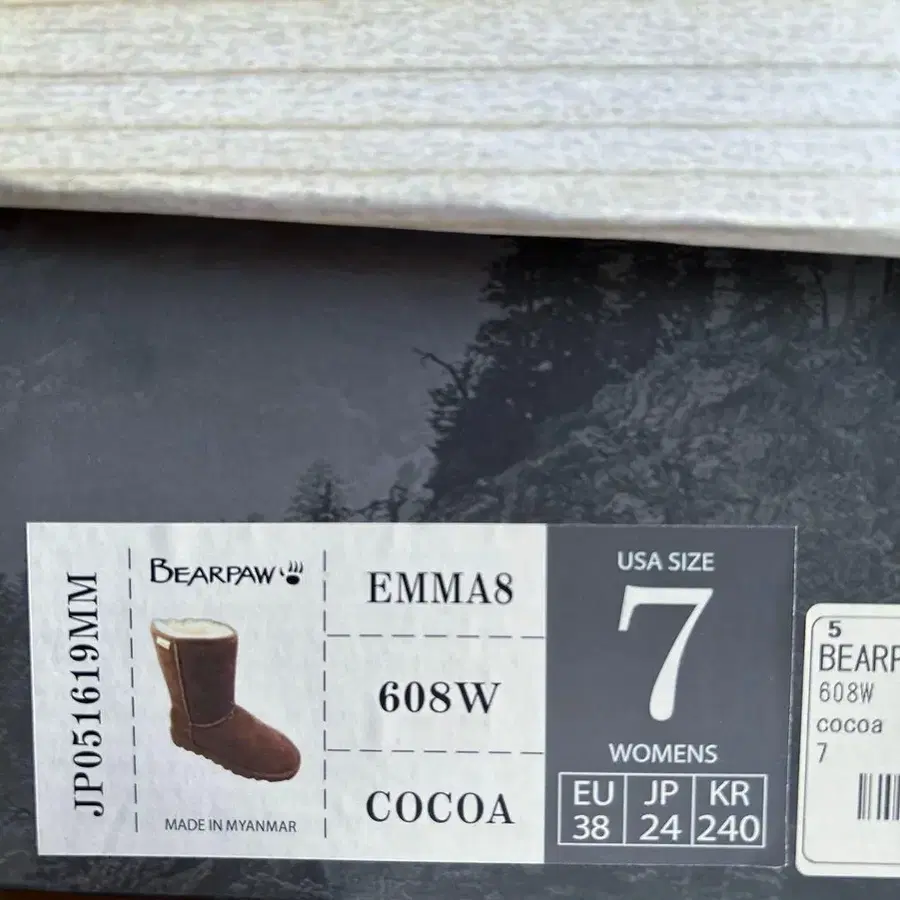 JP051619MM
BEARPAW
MADE IN MYANMAR
EMMA8
608W
COCOA
USA SIZE
7
WOMENS
EU JP KR
38 24 240
5
608W
cocoa
7